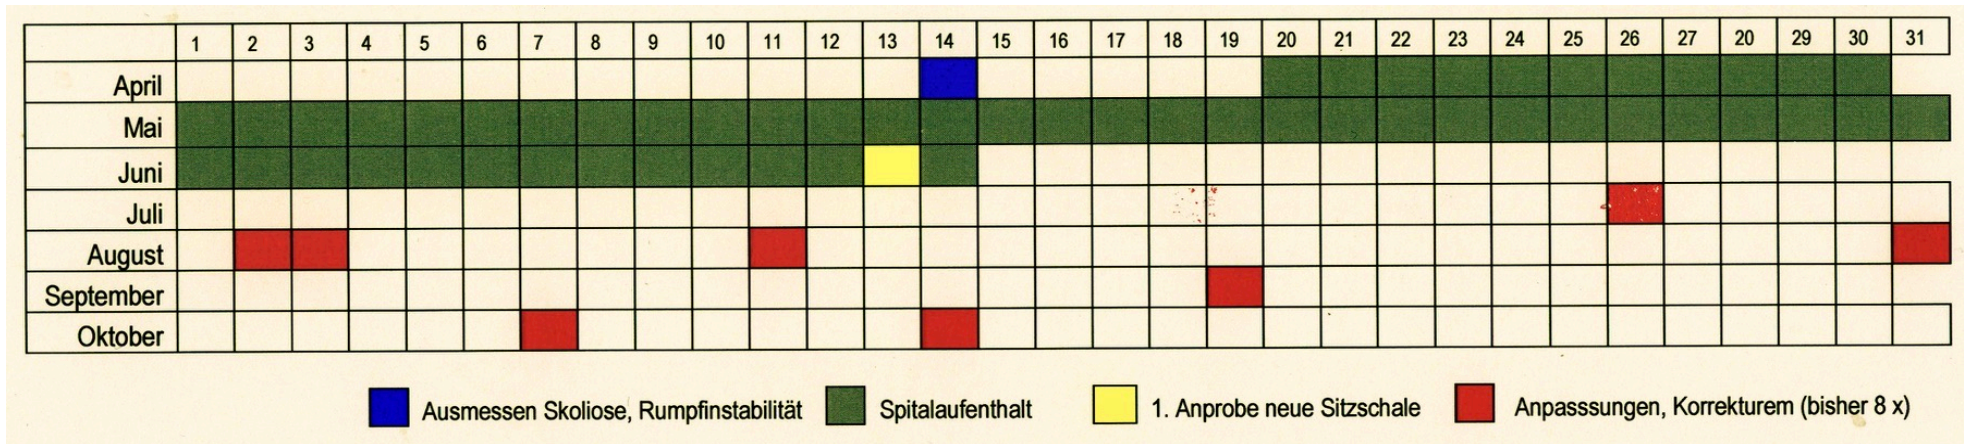 1 2 3 4 5 6 7 8 9 10 11 12 13 14 15 16 17 18 19 20 21 22 23 24 25 26 27 20 29 30 31
April
Mai
Juni
Juli
August
September
Oktober
Ausmessen Skoliose, Rumpfinstabilität Spitalaufenthalt 1. Anprobe neue Sitzschale Anpasssungen, Korrekturem (bisher 8 x)